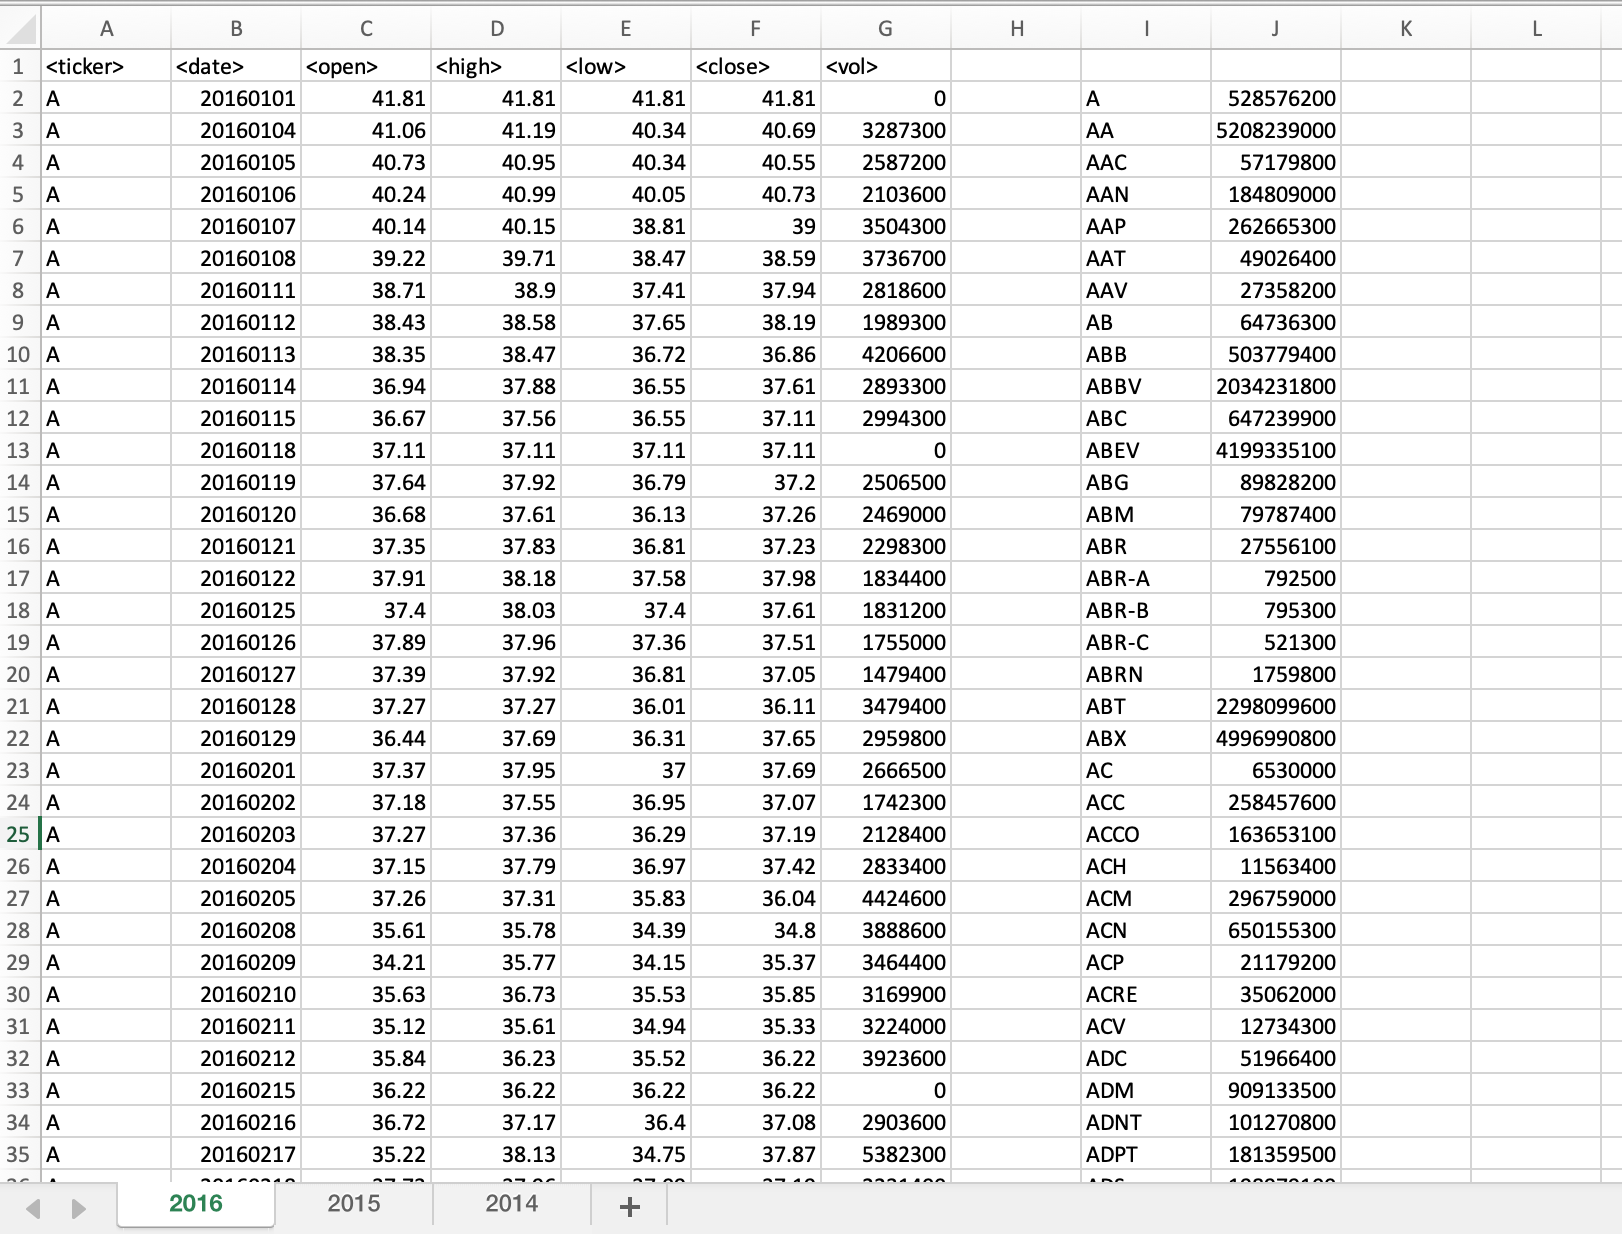 A B C D E F G H I J K L
1 <ticker> <date> <open> <high> <low> <close> <vol>
2 A 20160101 41.81 41.81 41.81 41.81 0 A 528576200
3 A 20160104 41.06 41.19 40.34 40.69 3287300 AA 5208239000
4 A 20160105 40.73 40.95 40.34 40.55 2587200 AAC 57179800
5 A 20160106 40.24 40.99 40.05 40.73 2103600 AAN 184809000
6 A 20160107 40.14 40.15 38.81 39 3504300 AAP 262665300
7 A 20160108 39.22 39.71 38.47 38.59 3736700 AAT 49026400
8 A 20160111 38.71 38.9 37.41 37.94 2818600 AAV 27358200
9 A 20160112 38.43 38.58 37.65 38.19 1989300 AB 64736300
10 A 20160113 38.35 38.47 36.72 36.86 4206600 ABB 503779400
11 A 20160114 36.94 37.88 36.55 37.61 2893300 ABBV 2034231800
12 A 20160115 36.67 37.56 36.55 37.11 2994300 ABC 647239900
13 A 20160118 37.11 37.11 37.11 37.11 0 ABEV 4199335100
14 A 20160119 37.64 37.92 36.79 37.2 2506500 ABG 89828200
15 A 20160120 36.68 37.61 36.13 37.26 2469000 ABM 79787400
16 A 20160121 37.35 37.83 36.81 37.23 2298300 ABR 27556100
17 A 20160122 37.91 38.18 37.58 37.98 1834400 ABR-A 792500
18 A 20160125 37.4 38.03 37.4 37.61 1831200 ABR-B 795300
19 A 20160126 37.89 37.96 37.36 37.51 1755000 ABR-C 521300
20 A 20160127 37.39 37.92 36.81 37.05 1479400 ABRN 1759800
21 A 20160128 37.27 37.27 36.01 36.11 3479400 ABT 2298099600
22 A 20160129 36.44 37.69 36.31 37.65 2959800 ABX 4996990800
23 A 20160201 37.37 37.95 37 37.69 2666500 AC 6530000
24 A 20160202 37.18 37.55 36.95 37.07 1742300 ACC 258457600
25 A 20160203 37.27 37.36 36.29 37.19 2128400 ACCO 163653100
26 A 20160204 37.15 37.79 36.97 37.42 2833400 ACH 11563400
27 A 20160205 37.26 37.31 35.83 36.04 4424600 ACM 296759000
28 A 20160208 35.61 35.78 34.39 34.8 3888600 ACN 650155300
29 A 20160209 34.21 35.77 34.15 35.37 3464400 ACP 21179200
30 A 20160210 35.63 36.73 35.53 35.85 3169900 ACRE 35062000
31 A 20160211 35.12 35.61 34.94 35.33 3224000 ACV 12734300
32 A 20160212 35.84 36.23 35.52 36.22 3923600 ADC 51966400
33 A 20160215 36.22 36.22 36.22 36.22 0 ADM 909133500
34 A 20160216 36.72 37.17 36.4 37.08 2903600 ADNT 101270800
35 A 20160217 35.22 38.13 34.75 37.87 5382300 ADPT 181359500
2016 2015 2014 +